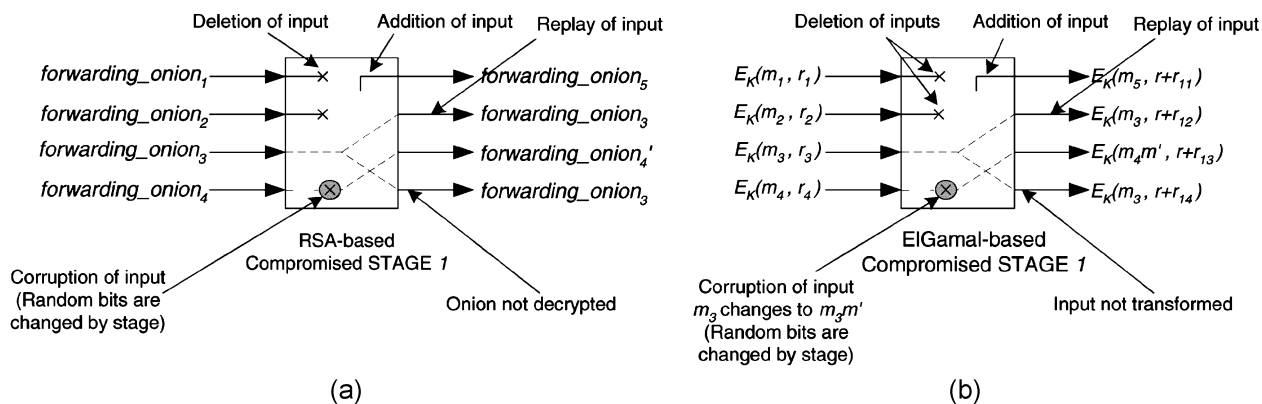 Deletion of input
Addition of input
Replay of input
forwarding_onion1
forwarding_onion2
forwarding_onion3
forwarding_onion4
forwarding_onion5
forwarding_onion3
forwarding_onion4'
forwarding_onion3
RSA-based
Compromised STAGE 1
Corruption of input
(Random bits are
changed by stage)
Onion not decrypted
(a)
Deletion of inputs
Addition of input
Replay of input
EK(m1, r1)
EK(m2, r2)
EK(m3, r3)
EK(m4, r4)
EK(m5, r+r11)
EK(m3, r+r12)
EK(m4m', r+r13)
EK(m3, r+r14)
ElGamal-based
Compromised STAGE 1
Corruption of input
m3 changes to m3m'
(Random bits are
changed by stage)
Input not transformed
(b)